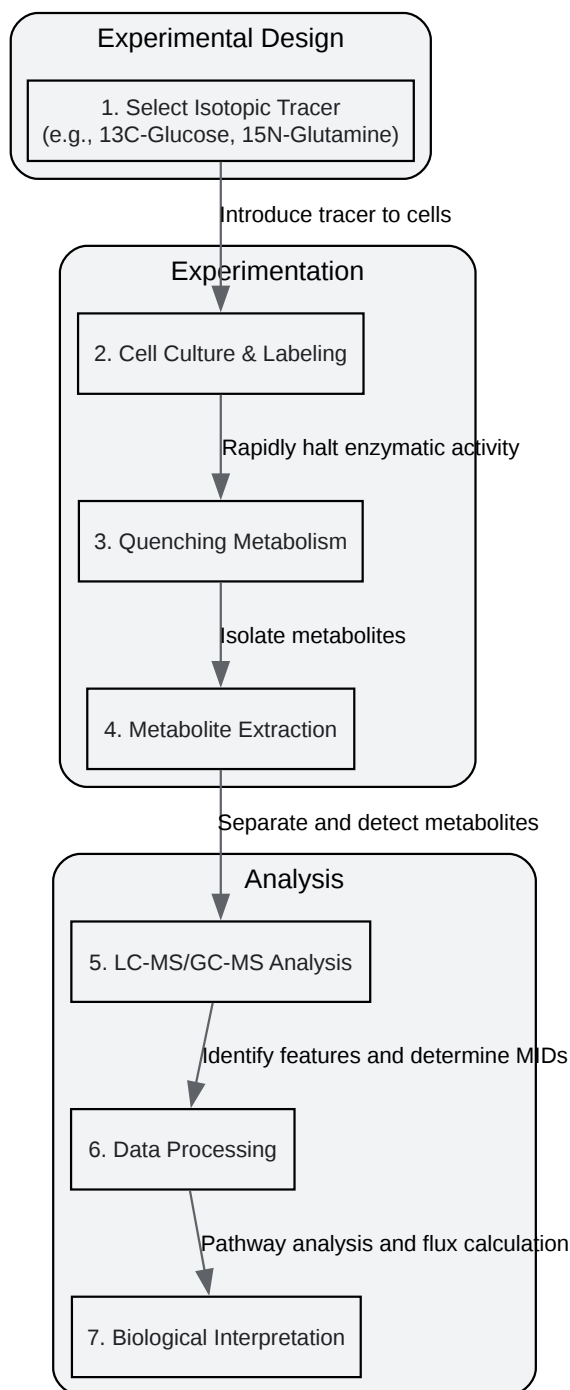 Experimental Design
1. Select Isotopic Tracer
(e.g., 13C-Glucose, 15N-Glutamine)
Introduce tracer to cells
Experimentation
2. Cell Culture & Labeling
Rapidly halt enzymatic activity
3. Quenching Metabolism
Isolate metabolites
4. Metabolite Extraction
Separate and detect metabolites
Analysis
5. LC-MS/GC-MS Analysis
Identify features and determine MIDs
6. Data Processing
Pathway analysis and flux calculation
7. Biological Interpretation